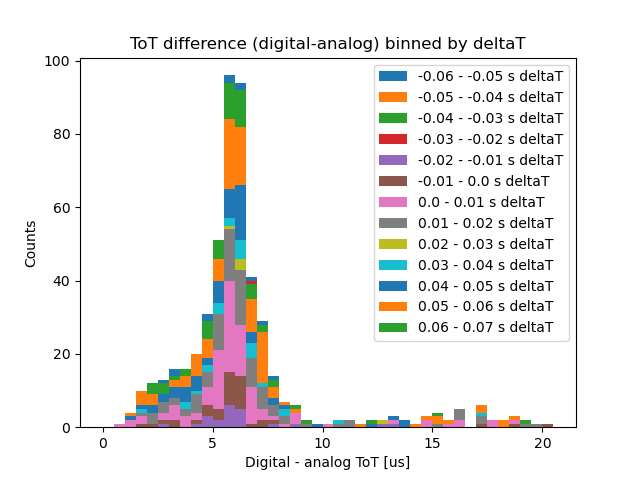 ToT difference (digital-analog) binned by deltaT
100
80
60
40
20
0
Counts
-0.06 - -0.05 s deltaT
-0.05 - -0.04 s deltaT
-0.04 - -0.03 s deltaT
-0.03 - -0.02 s deltaT
-0.02 - -0.01 s deltaT
-0.01 - 0.0 s deltaT
0.0 - 0.01 s deltaT
0.01 - 0.02 s deltaT
0.02 - 0.03 s deltaT
0.03 - 0.04 s deltaT
0.04 - 0.05 s deltaT
0.05 - 0.06 s deltaT
0.06 - 0.07 s deltaT
0 5 10 15 20
Digital - analog ToT [us]